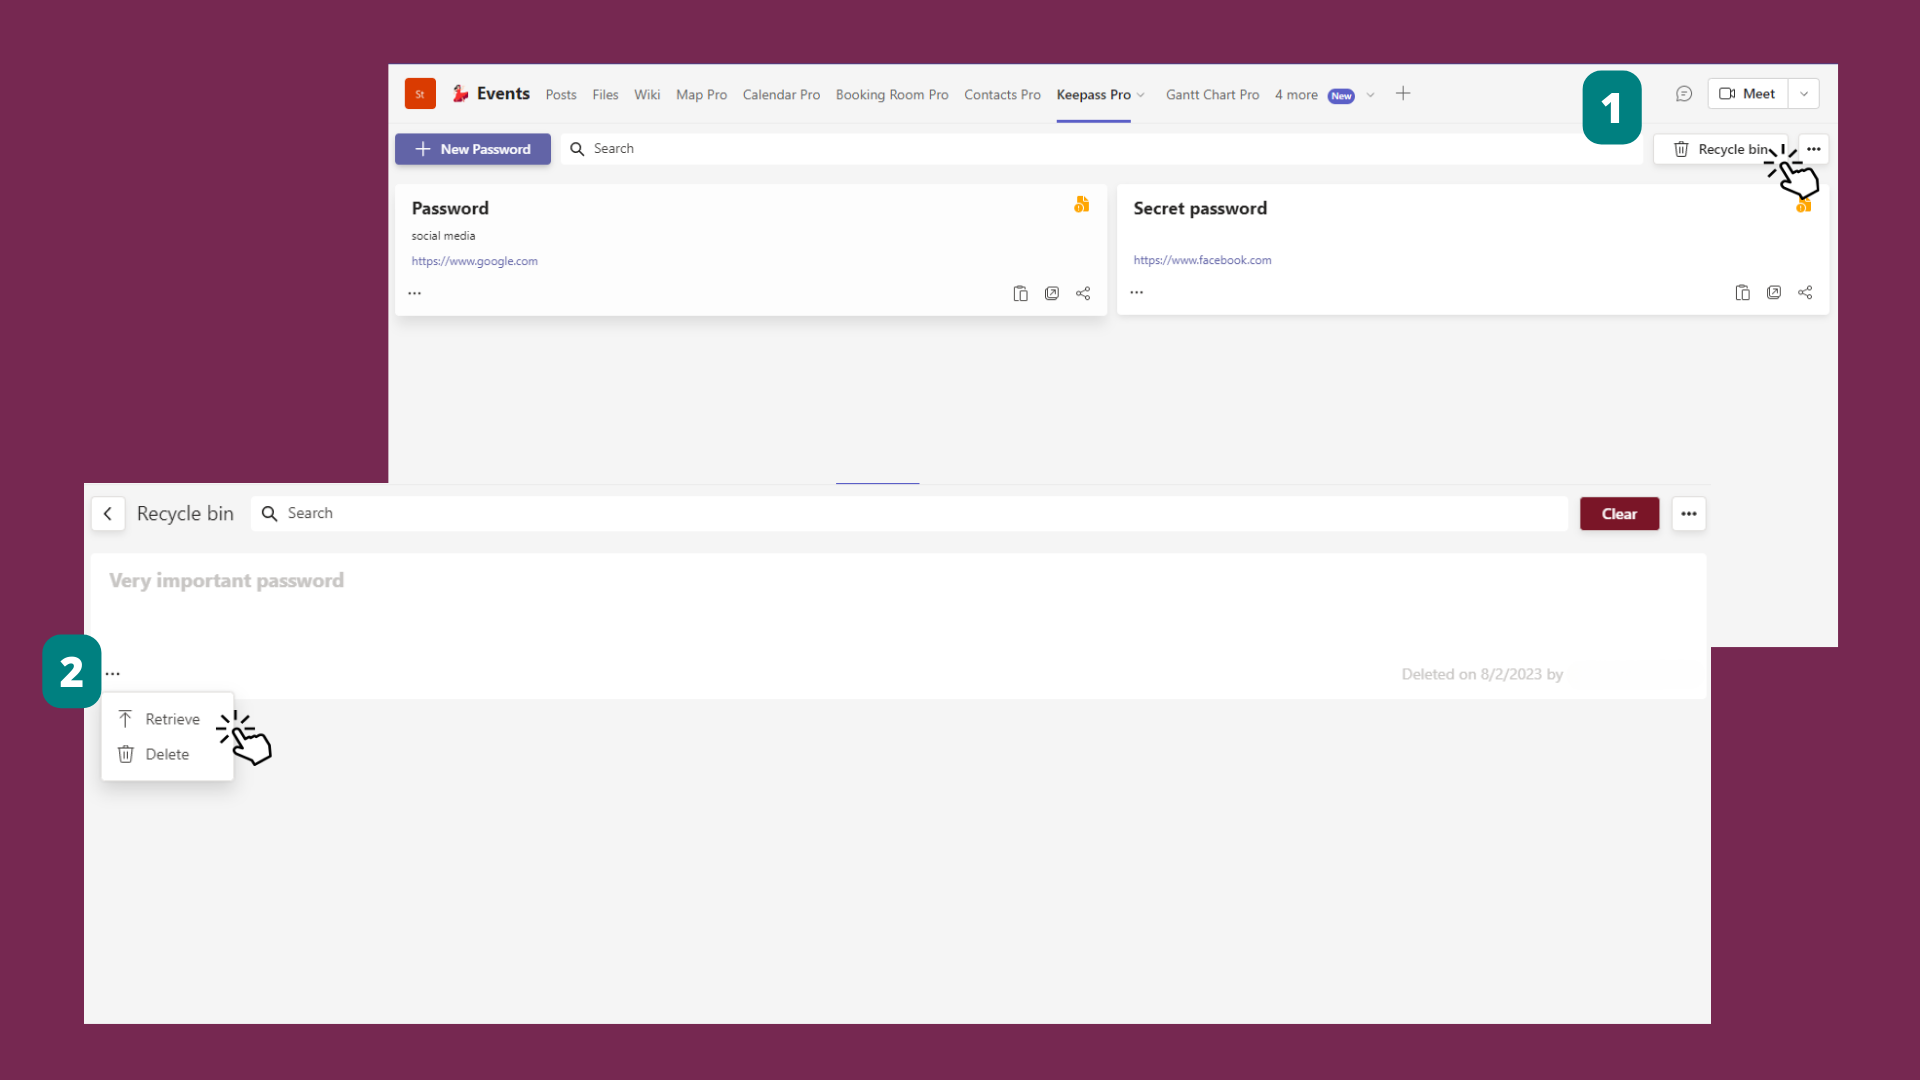 St Events Posts Files Wiki Map Pro Calendar Pro Booking Room Pro Contacts Pro Keepass Pro Gantt Chart Pro 4 more New 1 Meet
New Password Search Recycle bin
Password
social media
https://www.google.com
Secret password
https://www.facebook.com
Recycle bin Search Clear
Very important password
2
Deleted on 8/2/2023 by
Retrieve
Delete